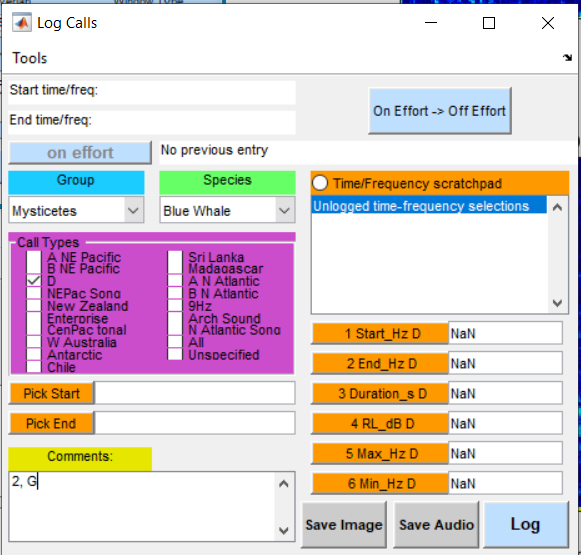 Window Type
Log Calls
Tools
Start time/freq:
End time/freq:
On Effort -> Off Effort
on effort
No previous entry
Group
Species
Mysticetes
Blue Whale
Time/Frequency scratchpad
Unlogged time-frequency selections
Call Types
A NE Pacific
B NE Pacific
D
NEPac Song
New Zealand
Enterprise
CenPac tonal
W Australia
Antarctic
Chile
Sri Lanka
Madagascar
A N Atlantic
B N Atlantic
9Hz
Arch Sound
N Atlantic Song
All
Unspecified
1 Start_Hz D
NaN
2 End_Hz D
NaN
3 Duration_s D
NaN
4 RL_dB D
NaN
5 Max_Hz D
NaN
6 Min_Hz D
NaN
Pick Start
Pick End
Comments:
2, G
Save Image
Save Audio
Log